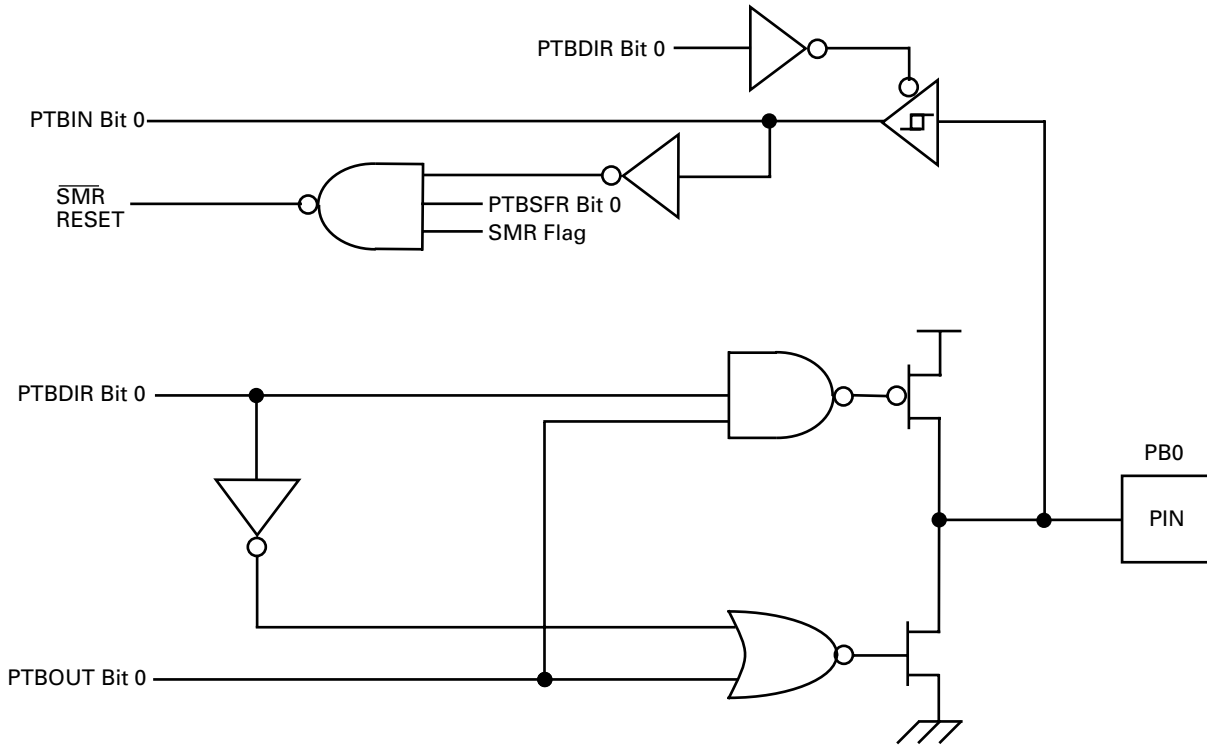 PTBDIR Bit 0
PTBIN Bit 0
S̅M̅R̅
RESET
PTBSFR Bit 0
SMR Flag
PTBDIR Bit 0
PB0
PIN
PTBOUT Bit 0